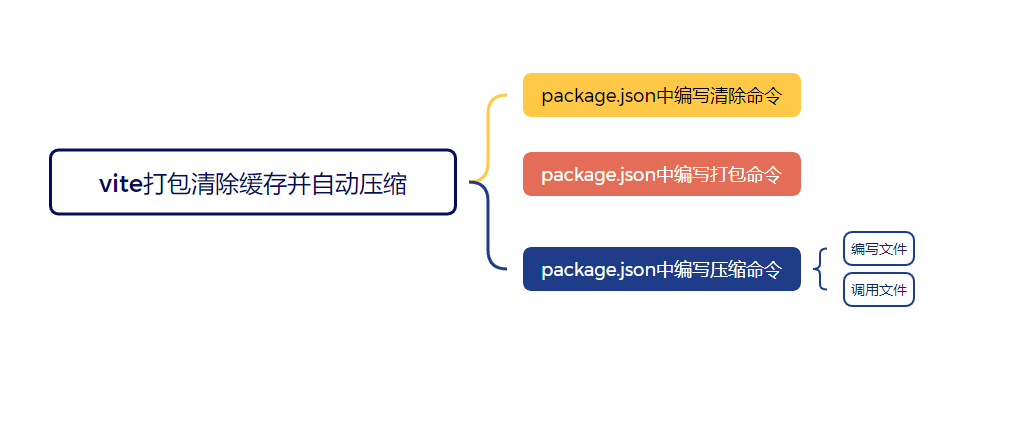 vite打包清除缓存并自动压缩
package.json中编写清除命令
package.json中编写打包命令
package.json中编写压缩命令
编写文件
调用文件